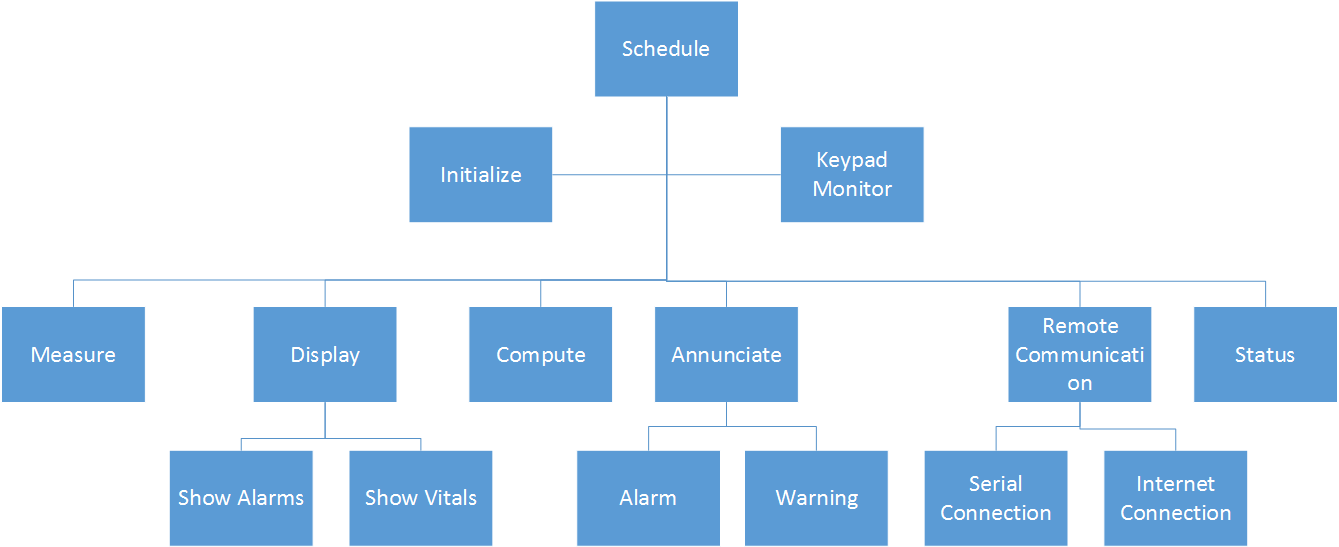 Schedule
Initialize
Keypad
Monitor
Measure
Display
Compute
Annunciate
Remote
Communicati
on
Status
Show Alarms
Show Vitals
Alarm
Warning
Serial
Connection
Internet
Connection